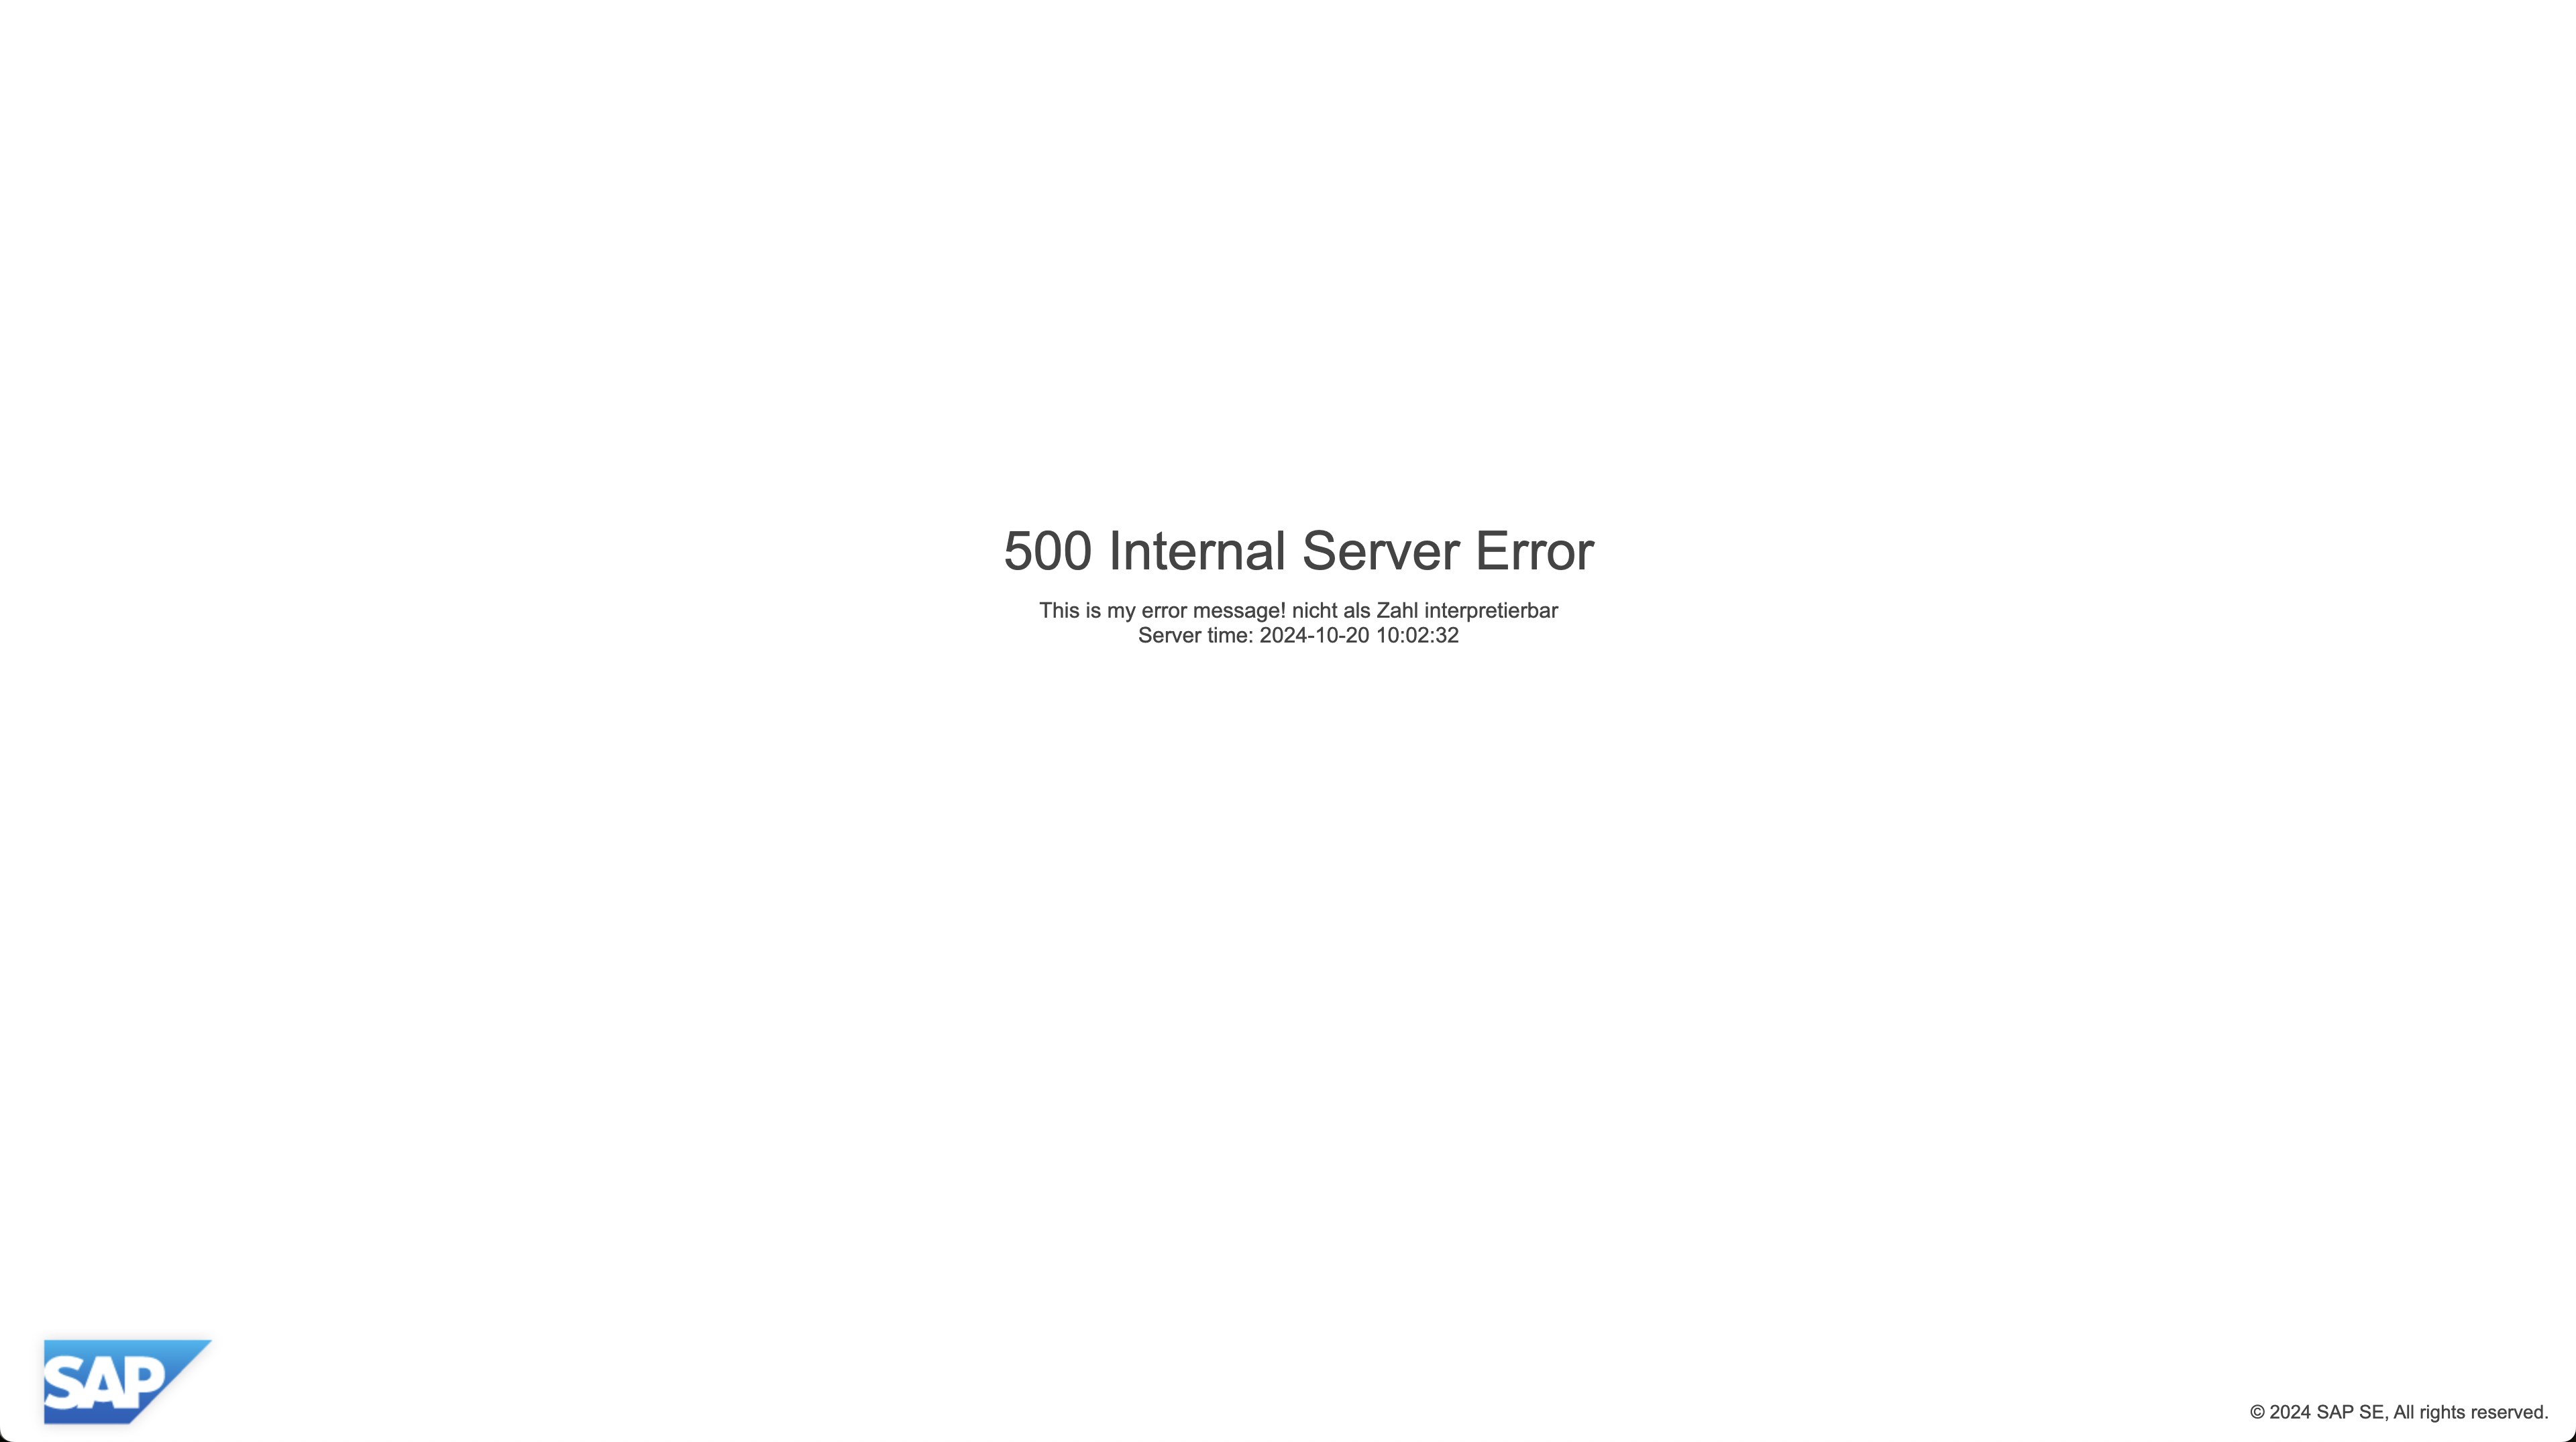 500 Internal Server Error
This is my error message! nicht als Zahl interpretierbar
Server time: 2024-10-20 10:02:32
SAP
© 2024 SAP SE, All rights reserved.